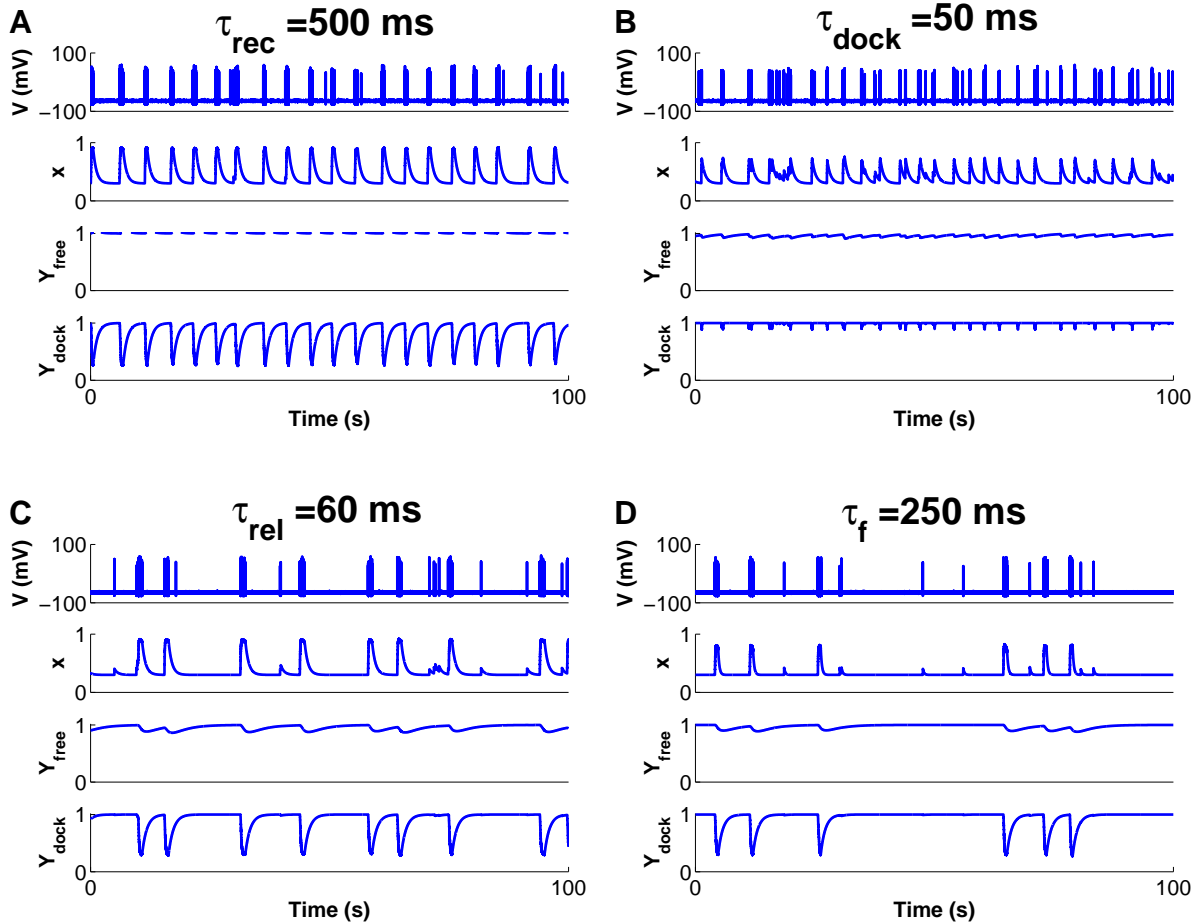 A
τrec =500 ms
100
V (mV)
−100
1
x
0
1
Yfree
0
1
Ydock
0
0
100
Time (s)
B
τdock =50 ms
100
V (mV)
−100
1
x
0
1
Yfree
0
1
Ydock
0
0
100
Time (s)
C
τrel =60 ms
100
V (mV)
−100
1
x
0
1
Yfree
0
1
Ydock
0
0
100
Time (s)
D
τf =250 ms
100
V (mV)
−100
1
x
0
1
Yfree
0
1
Ydock
0
0
100
Time (s)